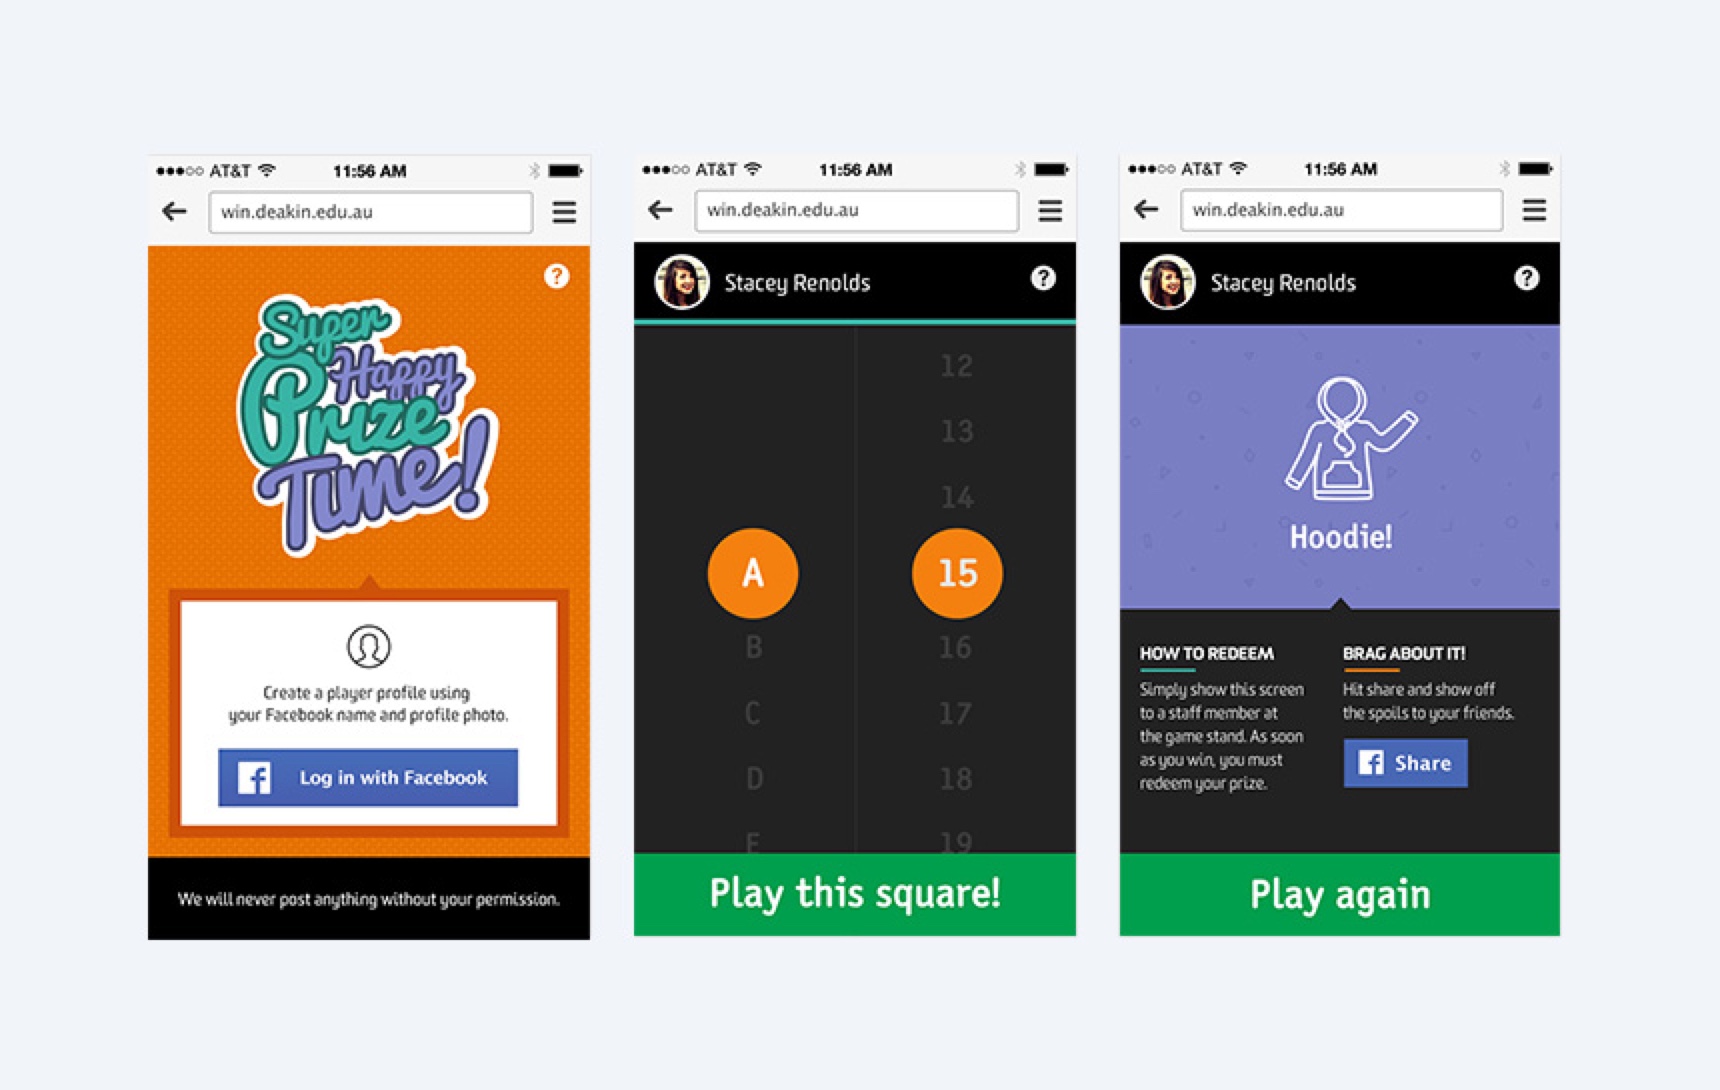 AT&T 11:56 AM
win.deakin.edu.au
?
Super
Happy
Prize
Time!
Create a player profile using
your Facebook name and profile photo.
f Log in with Facebook
We will never post anything without your permission.
AT&T 11:56 AM
win.deakin.edu.au
Stacey Renolds ?
12
13
14
A 15
B 16
C 17
D 18
E 19
Play this square!
AT&T 11:56 AM
win.deakin.edu.au
Stacey Renolds ?
Hoodie!
HOW TO REDEEM
Simply show this screen
to a staff member at
the game stand. As soon
as you win, you must
redeem your prize.
BRAG ABOUT IT!
Hit share and show off
the spoils to your friends.
f Share
Play again